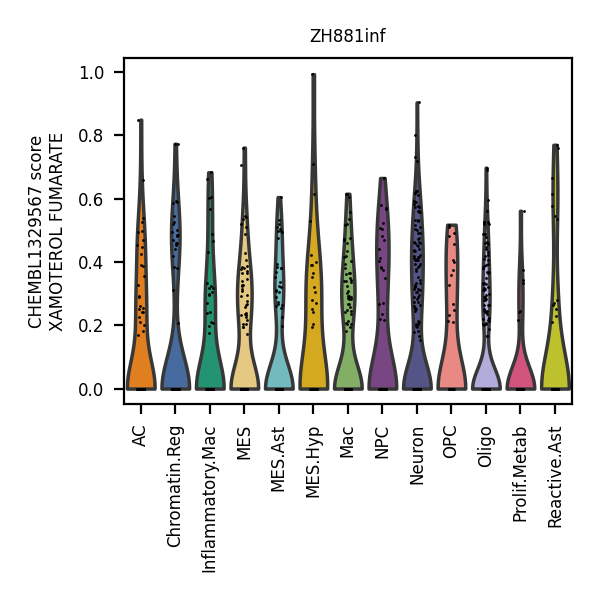 ZH881inf
CHEMBL1329567 score
XAMOTEROL FUMARATE
1.0
0.8
0.6
0.4
0.2
0.0
AC
Chromatin.Reg
Inflammatory.Mac
MES
MES.Ast
MES.Hyp
Mac
NPC
Neuron
OPC
Oligo
Prolif.Metab
Reactive.Ast